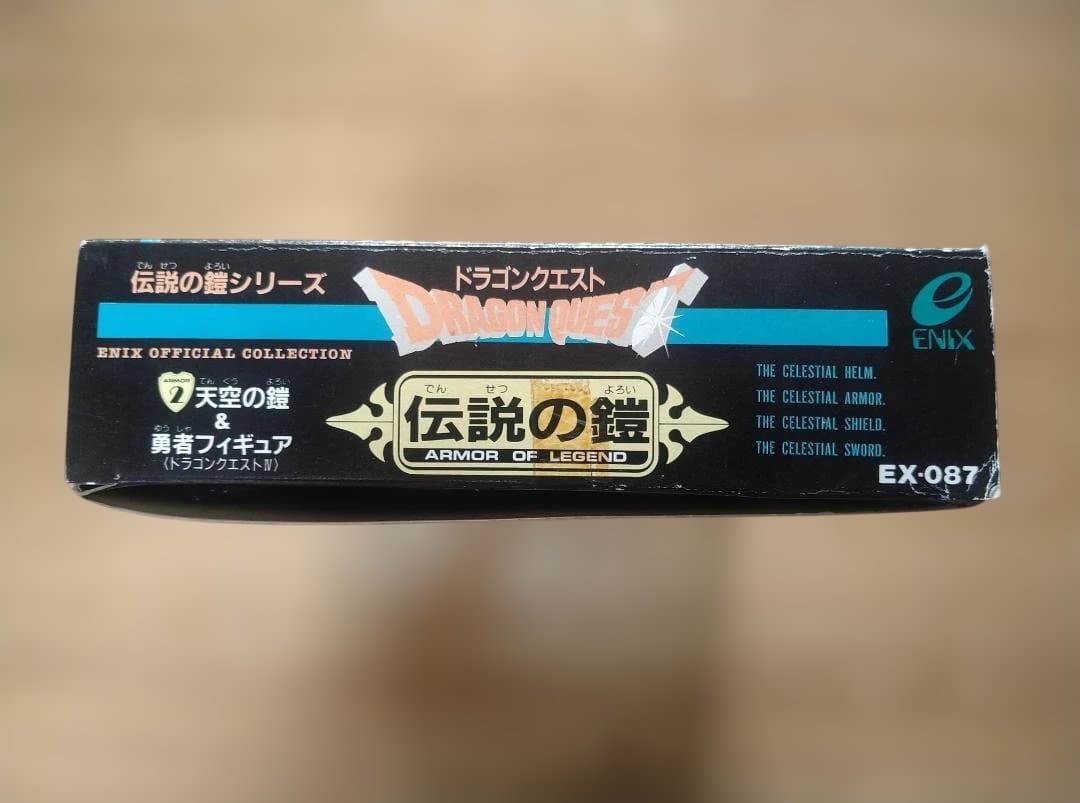 でんせつ よろい
伝説の鎧シリーズ
ドラゴンクエスト
DRAGON QUEST
ENIX
ENIX OFFICIAL COLLECTION
ARMOR
2
てんくう よろい
天空の鎧
&
ゆうしゃ
勇者フィギュア
〈ドラゴンクエストⅣ〉
でん せつ よろい
伝説の鎧
ARMOR OF LEGEND
THE CELESTIAL HELM.
THE CELESTIAL ARMOR.
THE CELESTIAL SHIELD.
THE CELESTIAL SWORD.
EX-087